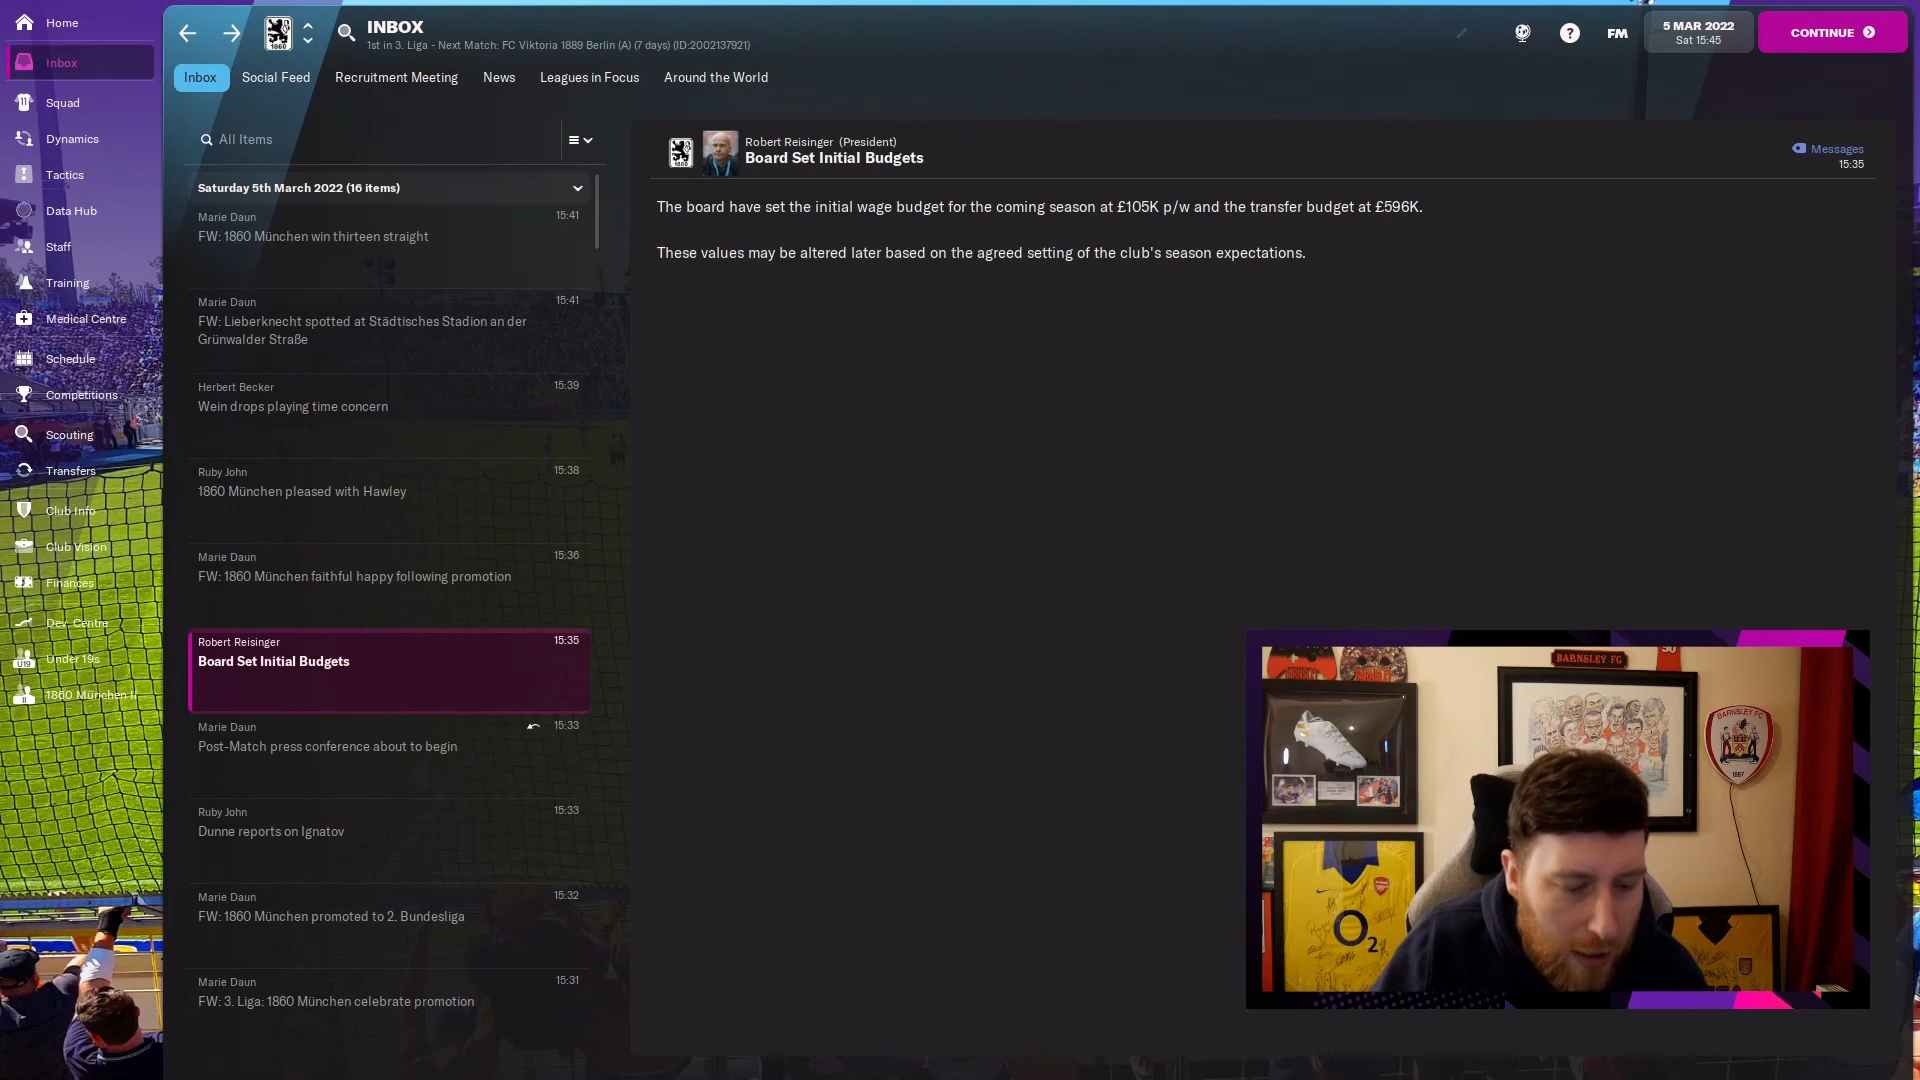 Home
Inbox
Squad
Dynamics
Tactics
Data Hub
Staff
Training
Medical Centre
Schedule
Competitions
Scouting
Transfers
Club Info
Club Vision
Finances
Dev. Centre
Under 19s
1860 München II
INBOX
1st in 3. Liga - Next Match: FC Viktoria 1889 Berlin (A) (7 days) (ID:2002137921)
FM
5 MAR 2022
Sat 15:45
CONTINUE
Inbox
Social Feed
Recruitment Meeting
News
Leagues in Focus
Around the World
All Items
Saturday 5th March 2022 (16 items)
Marie Daun
15:41
FW: 1860 München win thirteen straight
Marie Daun
15:41
FW: Lieberknecht spotted at Städtisches Stadion an der
Grünwalder Straße
Herbert Becker
15:39
Wein drops playing time concern
Ruby John
15:38
1860 München pleased with Hawley
Marie Daun
15:36
FW: 1860 München faithful happy following promotion
Robert Reisinger
15:35
Board Set Initial Budgets
Marie Daun
15:33
Post-Match press conference about to begin
Ruby John
15:33
Dunne reports on Ignatov
Marie Daun
15:32
FW: 1860 München promoted to 2. Bundesliga
Marie Daun
15:31
FW: 3. Liga: 1860 München celebrate promotion
Robert Reisinger (President)
Board Set Initial Budgets
Messages
15:35
The board have set the initial wage budget for the coming season at £105K p/w and the transfer budget at £596K.
These values may be altered later based on the agreed setting of the club's season expectations.
BARNSLEY FC
BARNSLEY FC
1887
O2